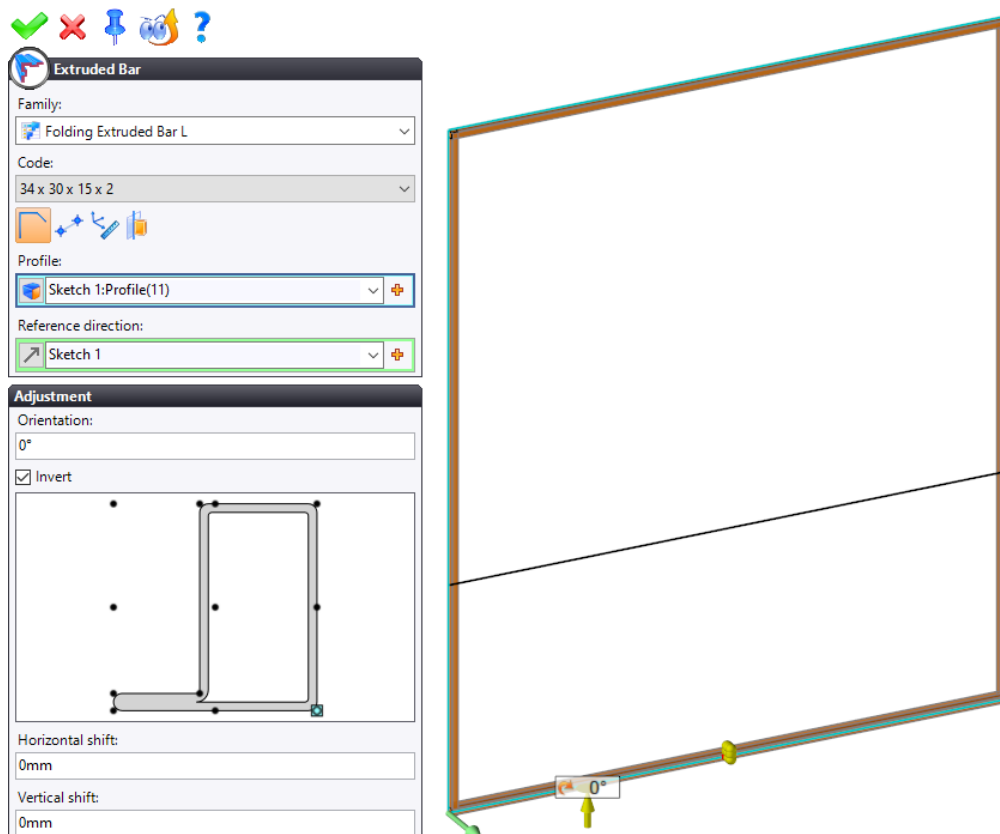 ?
Extruded Bar
Family:
Folding Extruded Bar L
Code:
34 x 30 x 15 x 2
Profile:
Sketch 1:Profile(11)
Reference direction:
Sketch 1
Adjustment
Orientation:
0°
Invert
Horizontal shift:
0mm
Vertical shift:
0mm
0°